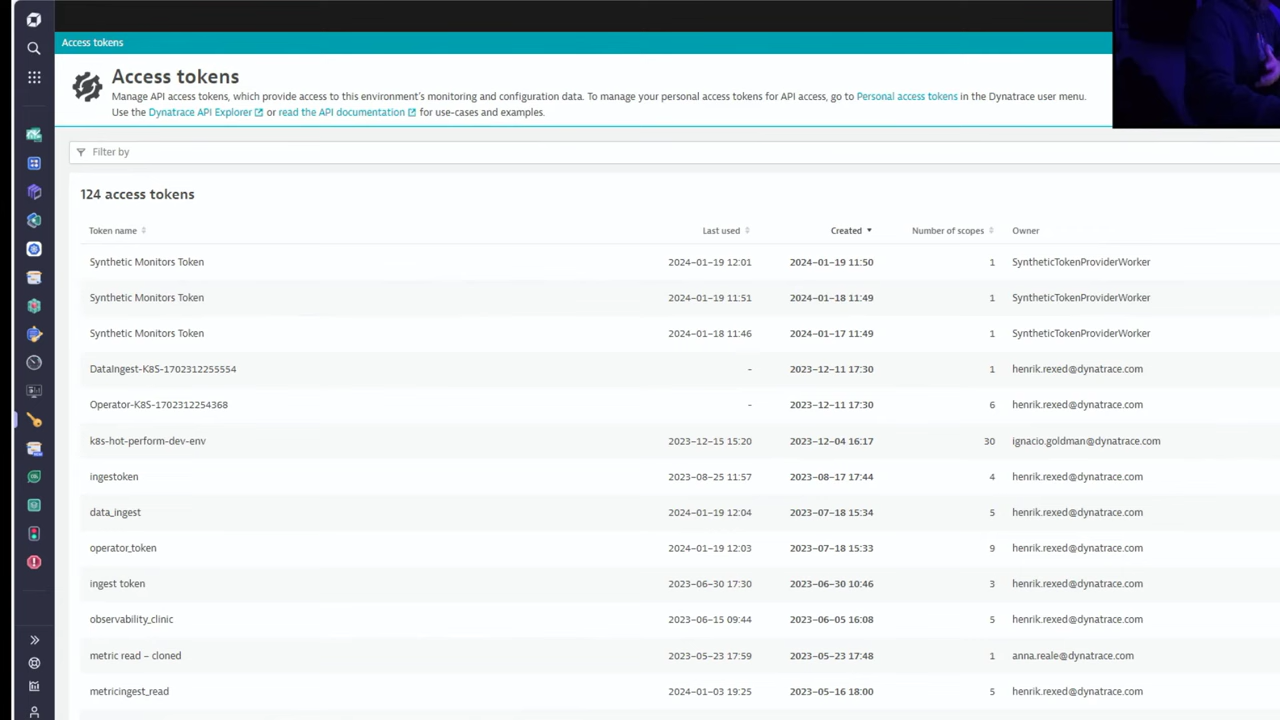 Access tokens
Access tokens
Manage API access tokens, which provide access to this environment's monitoring and configuration data. To manage your personal access tokens for API access, go to Personal access tokens in the Dynatrace user menu.
Use the Dynatrace API Explorer or read the API documentation for use-cases and examples.
Filter by
124 access tokens
Token name Last used Created Number of scopes Owner
Synthetic Monitors Token 2024-01-19 12:01 2024-01-19 11:50 1 SyntheticTokenProviderWorker
Synthetic Monitors Token 2024-01-19 11:51 2024-01-18 11:49 1 SyntheticTokenProviderWorker
Synthetic Monitors Token 2024-01-18 11:46 2024-01-17 11:49 1 SyntheticTokenProviderWorker
DataIngest-K8S-1702312255554 - 2023-12-11 17:30 1 henrik.rexed@dynatrace.com
Operator-K8S-1702312254368 - 2023-12-11 17:30 6 henrik.rexed@dynatrace.com
k8s-hot-perform-dev-env 2023-12-15 15:20 2023-12-04 16:17 30 ignacio.goldman@dynatrace.com
ingestoken 2023-08-25 11:57 2023-08-17 17:44 4 henrik.rexed@dynatrace.com
data_ingest 2024-01-19 12:04 2023-07-18 15:34 5 henrik.rexed@dynatrace.com
operator_token 2024-01-19 12:03 2023-07-18 15:33 9 henrik.rexed@dynatrace.com
ingest token 2023-06-30 17:30 2023-06-30 10:46 3 henrik.rexed@dynatrace.com
observability_clinic 2023-06-15 09:44 2023-06-05 16:08 5 henrik.rexed@dynatrace.com
metric read – cloned 2023-05-23 17:59 2023-05-23 17:48 1 anna.reale@dynatrace.com
metricingest_read 2024-01-03 19:25 2023-05-16 18:00 5 henrik.rexed@dynatrace.com